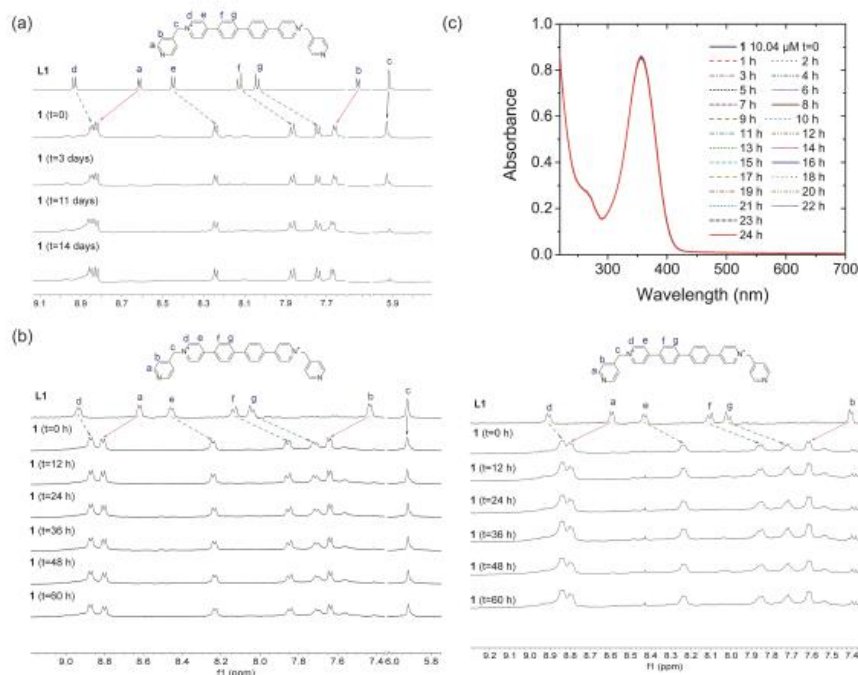 (a)
d e f g
c
b
a
N+
N+
N
N
d a e f g b c
L1
1 (t=0)
1 (t=3 days)
1 (t=11 days)
1 (t=14 days)
9.1 8.9 8.7 8.5 8.3 8.1 7.9 7.7 5.9
(c)
Absorbance
1.0
0.8
0.6
0.4
0.2
0.0
1 10.04 µM t=0
1 h 2 h
3 h 4 h
5 h 6 h
7 h 8 h
9 h 10 h
11 h 12 h
13 h 14 h
15 h 16 h
17 h 18 h
19 h 20 h
21 h 22 h
23 h
24 h
300 400 500 600 700
Wavelength (nm)
(b)
d e f g
c
b
a
N+
N+
N
N
d a e f g b c
L1
1 (t=0 h)
1 (t=12 h)
1 (t=24 h)
1 (t=36 h)
1 (t=48 h)
1 (t=60 h)
9.0 8.8 8.6 8.4 8.2 8.0 7.8 7.6 7.4 6.0 5.8
f1 (ppm)
d e f g
c
b
a
N+
N+
N
N
d a e f g b
L1
1 (t=0 h)
1 (t=12 h)
1 (t=24 h)
1 (t=36 h)
1 (t=48 h)
1 (t=60 h)
9.2 9.1 9.0 8.9 8.8 8.7 8.6 8.5 8.4 8.3 8.2 8.1 8.0 7.9 7.8 7.7 7.6 7.5 7.4
f1 (ppm)